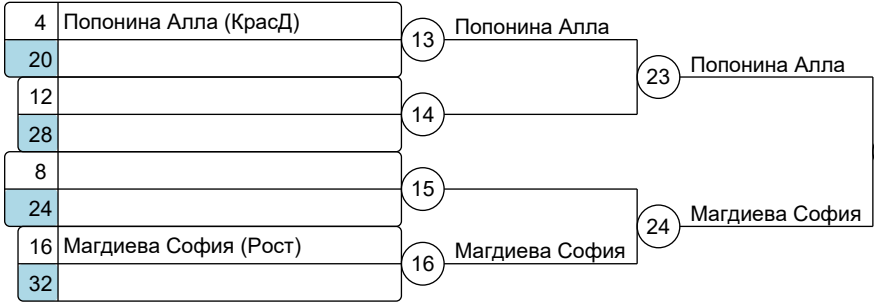 4 Попонина Алла (КрасД)
20
13 Попонина Алла
12
28
14
23 Попонина Алла
8
24
15
16 Магдиева София (Рост)
32
16 Магдиева София
24 Магдиева София